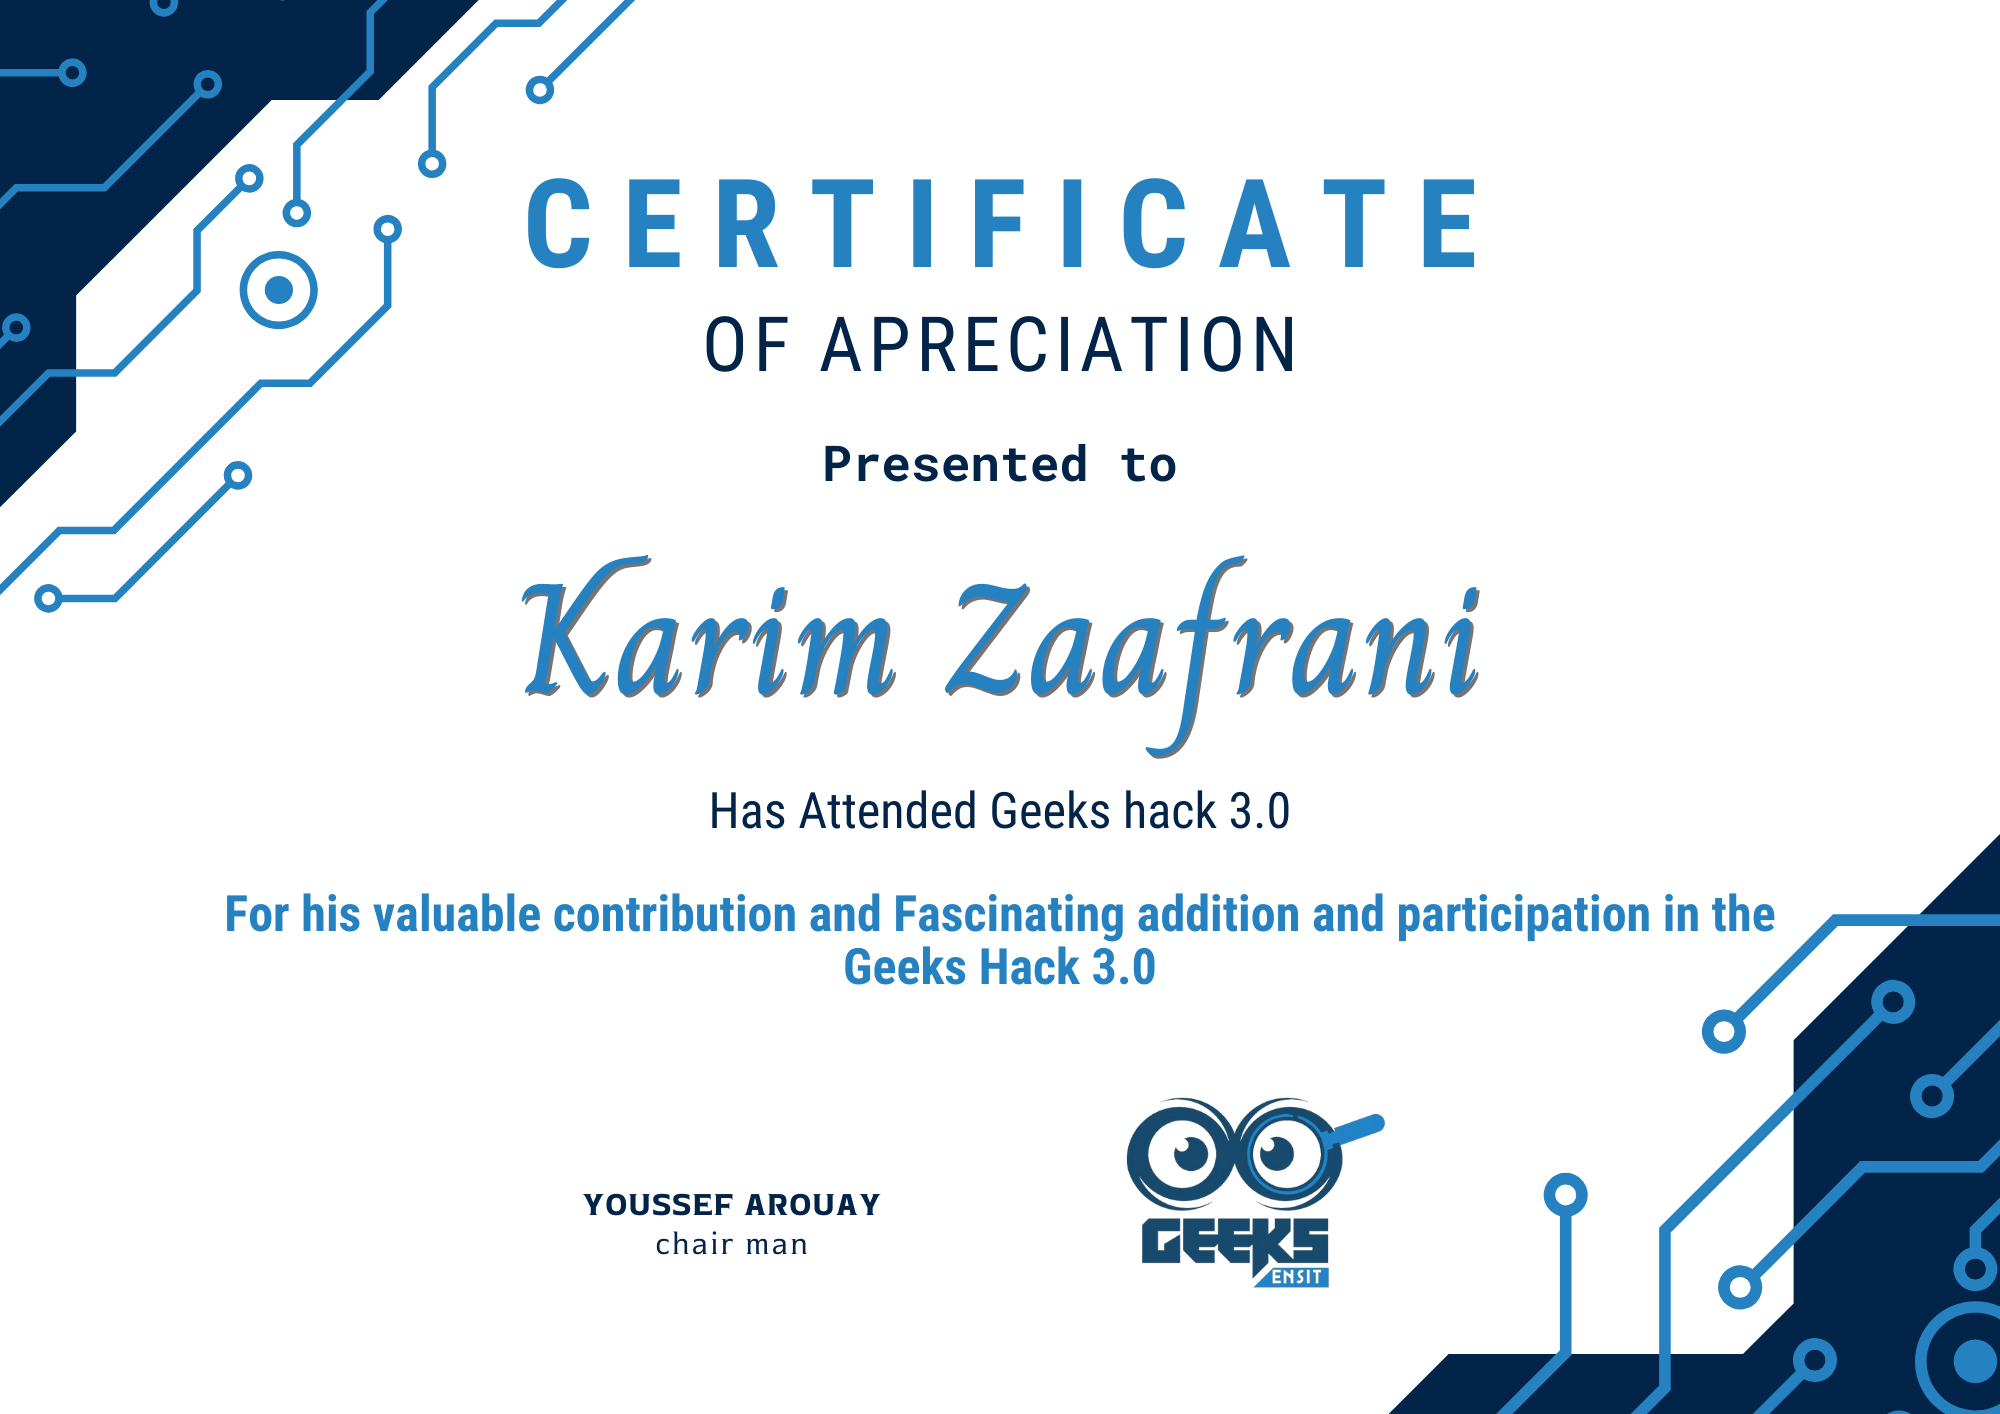 CERTIFICATE
OF APRECIATION
Presented to
Karim Zaafrani
Has Attended Geeks hack 3.0
For his valuable contribution and Fascinating addition and participation in the
Geeks Hack 3.0
YOUSSEF AROUAY
chair man
GEEKS
ENSIT